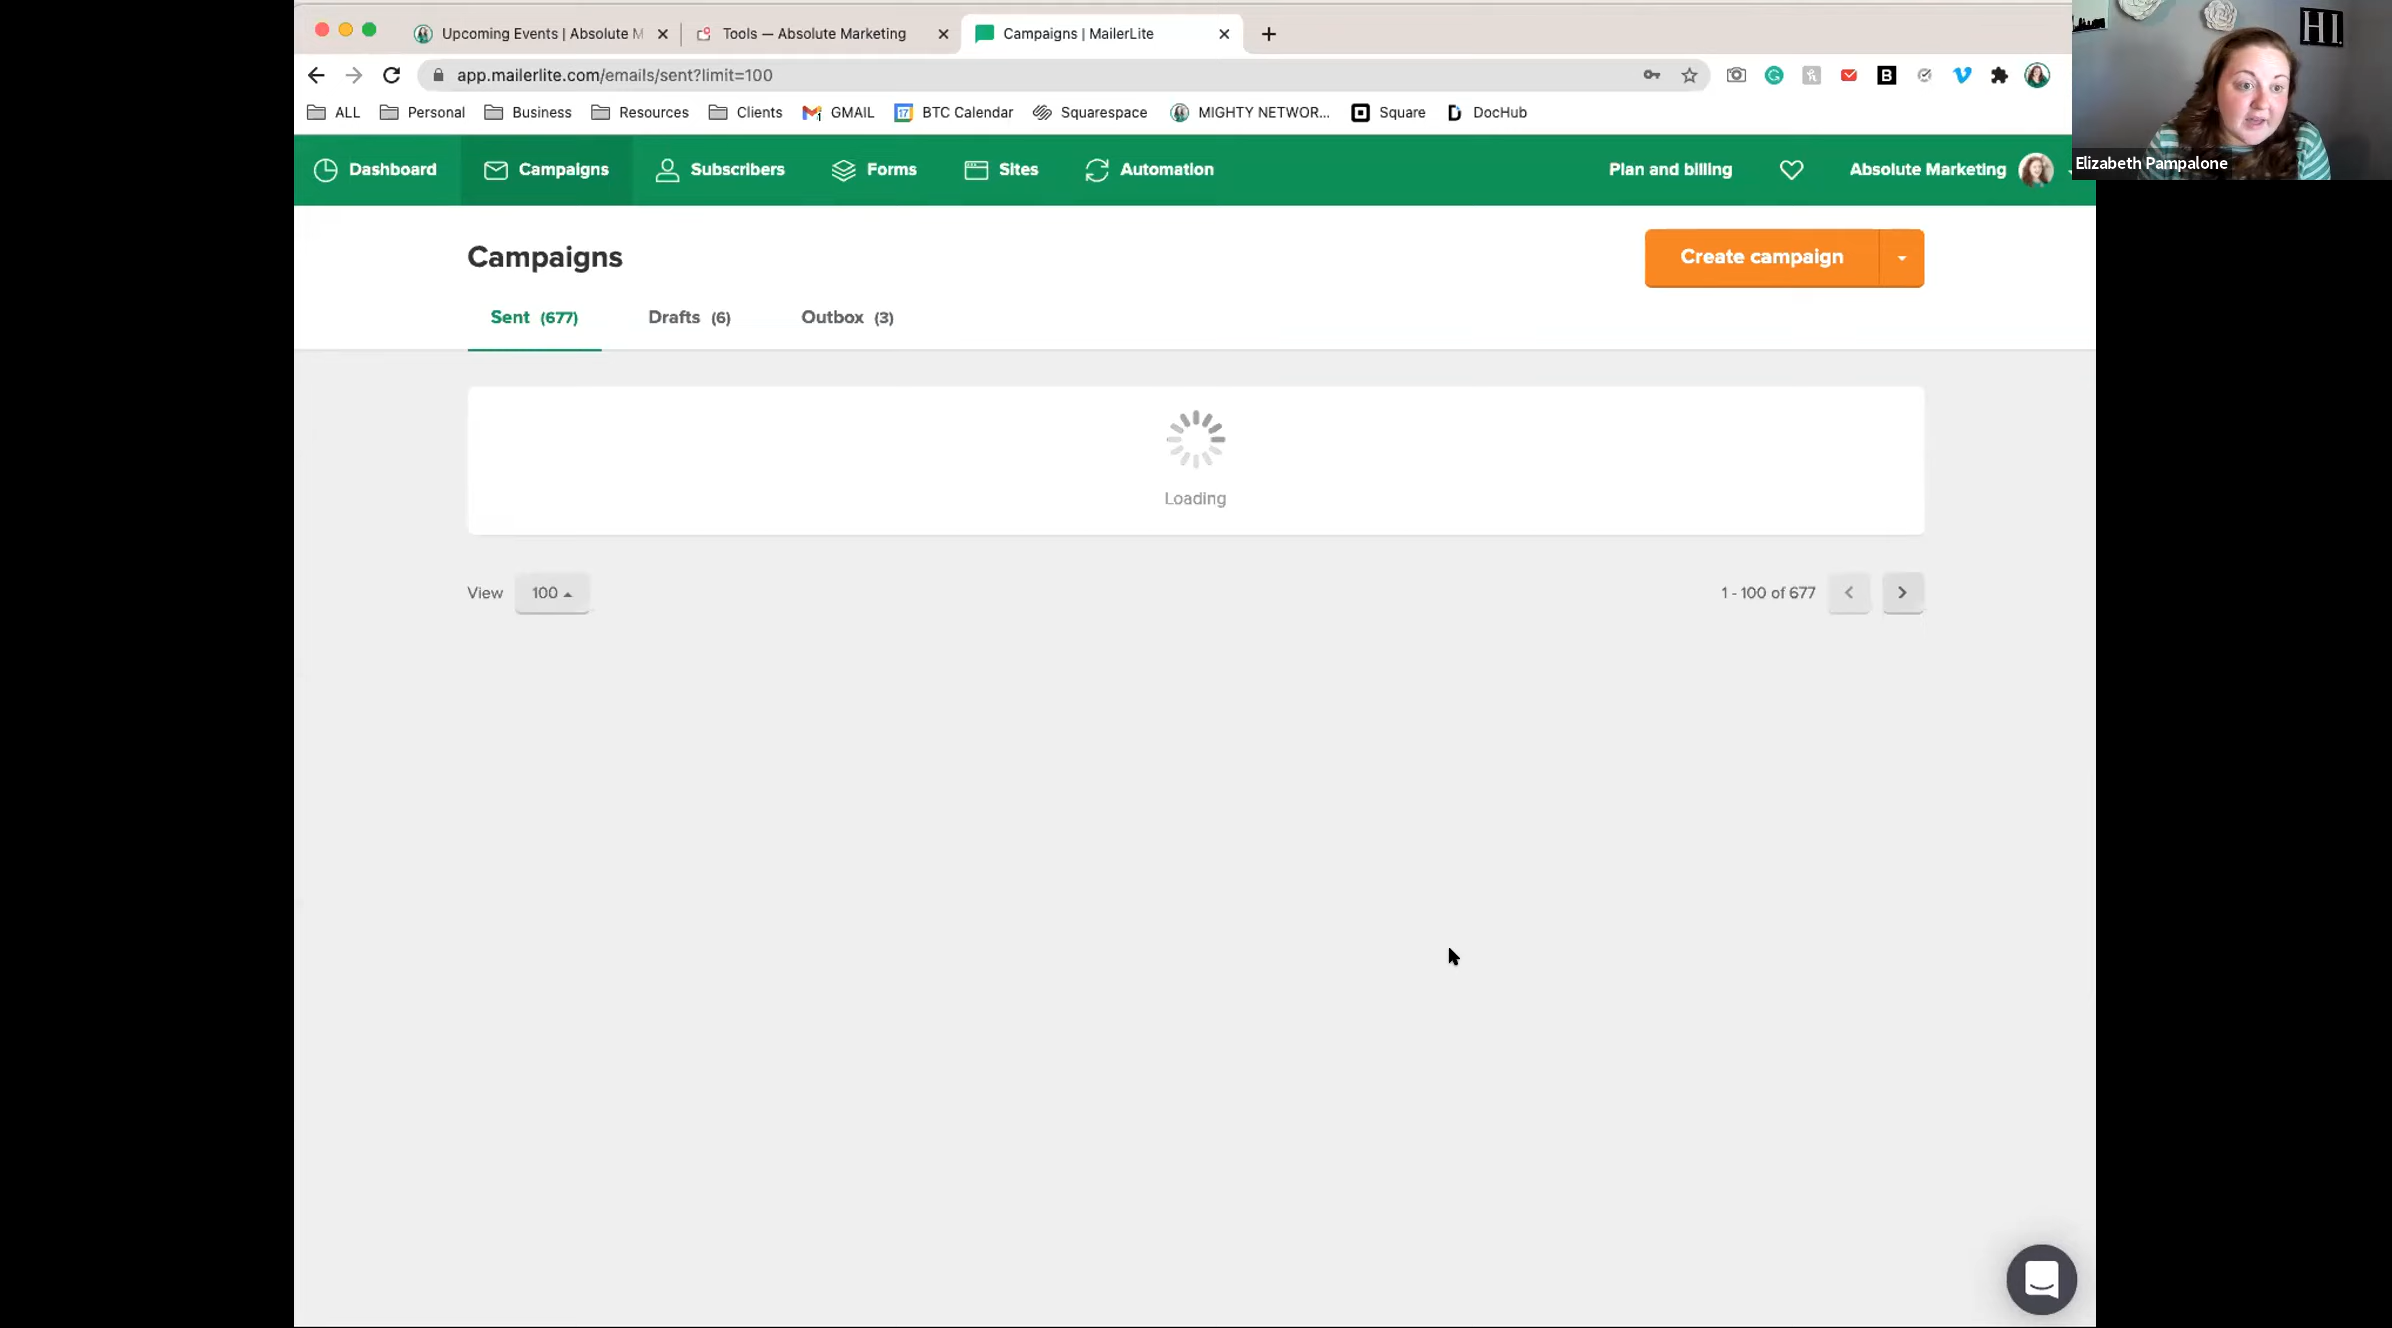 Upcoming Events | Absolute M
Tools — Absolute Marketing
Campaigns | MailerLite
app.mailerlite.com/emails/sent?limit=100
ALL
Personal
Business
Resources
Clients
GMAIL
17
BTC Calendar
Squarespace
MIGHTY NETWOR...
Square
DocHub
B
HI.
Elizabeth Pampalone
Dashboard
Campaigns
Subscribers
Forms
Sites
Automation
Plan and billing
Absolute Marketing
Campaigns
Create campaign
Sent (677)
Drafts (6)
Outbox (3)
Loading
View 100
1 - 100 of 677